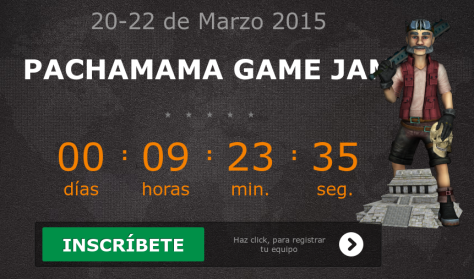 20-22 de Marzo 2015
PACHAMAMA GAME JAM
00 : 09 : 23 : 35
días horas min. seg.
INSCRÍBETE
Haz click, para registrar
tu equipo